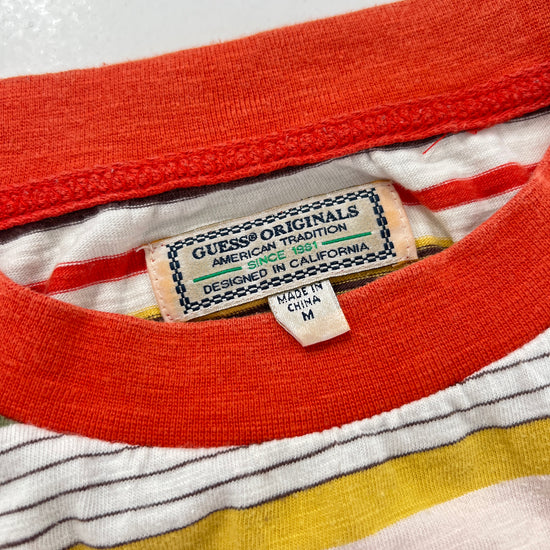 GUESS® ORIGINALS
AMERICAN TRADITION
SINCE 1981
DESIGNED IN CALIFORNIA
MADE IN
CHINA
M